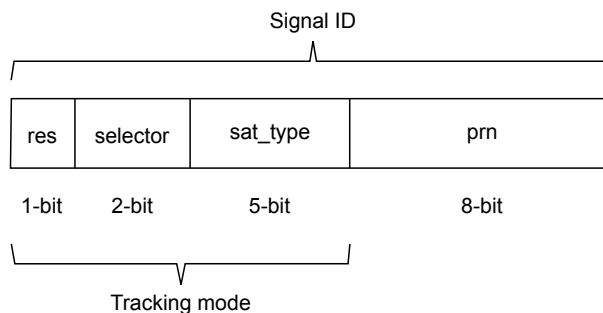 Signal ID
res selector sat_type prn
1-bit 2-bit 5-bit 8-bit
Tracking mode